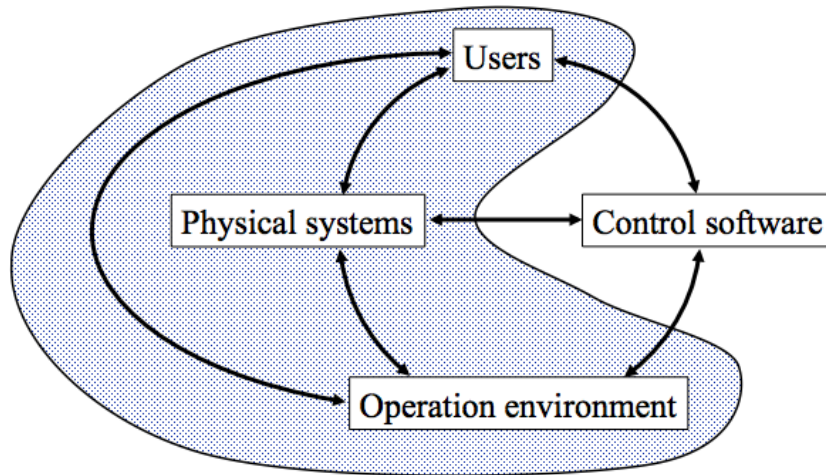 Users
Physical systems
Control software
Operation environment